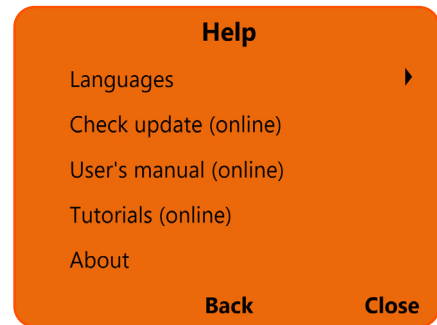 Help
Languages
Check update (online)
User's manual (online)
Tutorials (online)
About
Back Close